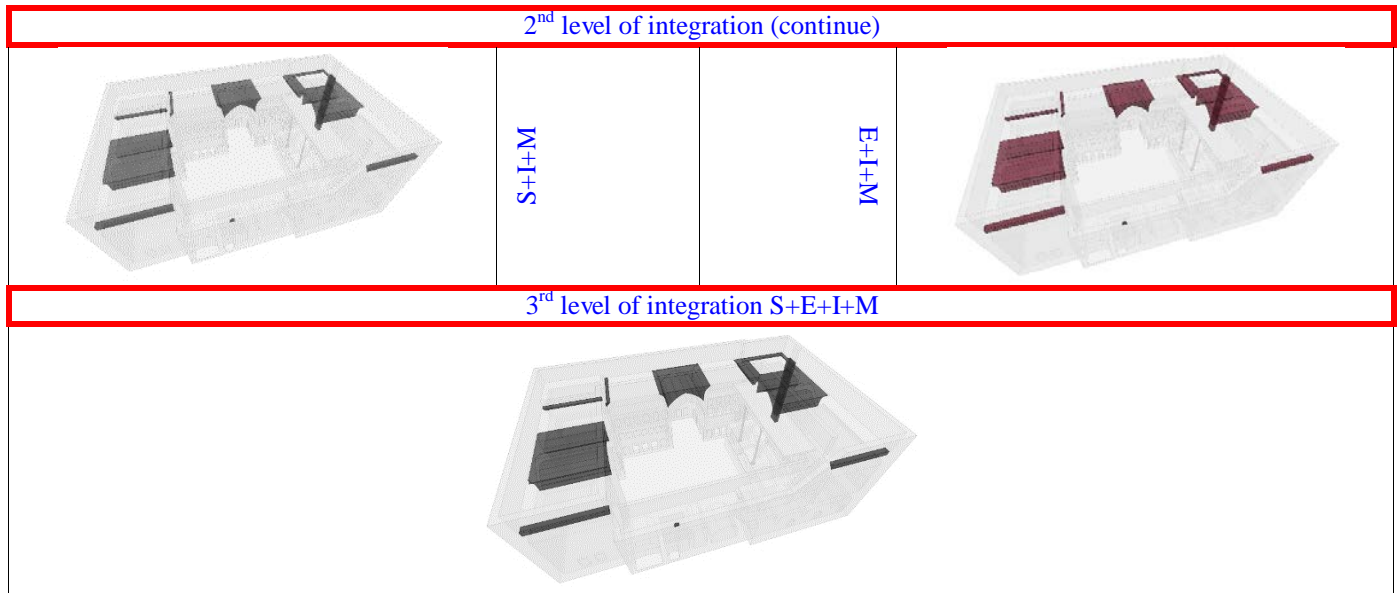 2nd level of integration (continue)
S+I+M
E+I+M
3rd level of integration S+E+I+M